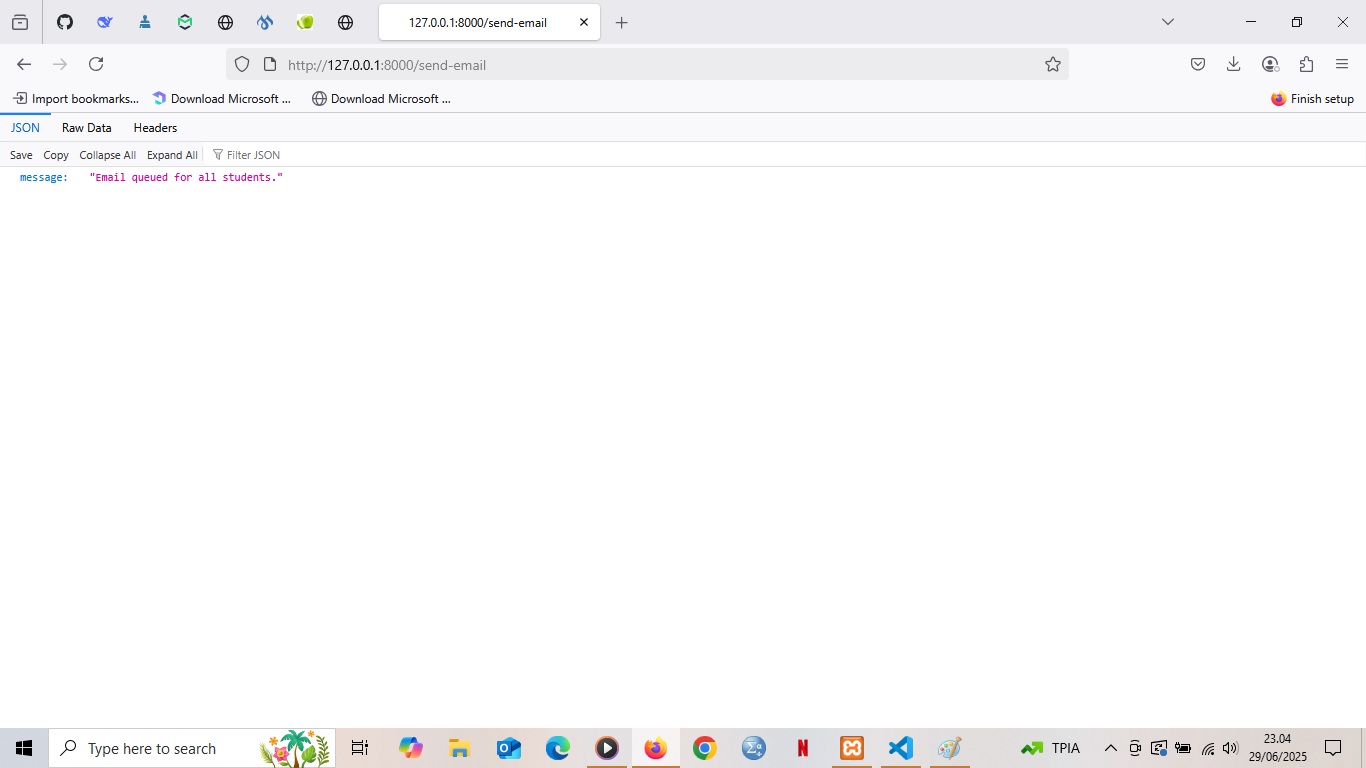 127.0.0.1:8000/send-email
http://127.0.0.1:8000/send-email
Import bookmarks... Download Microsoft ... Download Microsoft ... Finish setup
JSON Raw Data Headers
Save Copy Collapse All Expand All Filter JSON
message: "Email queued for all students."
Type here to search TPIA 23.04
29/06/2025